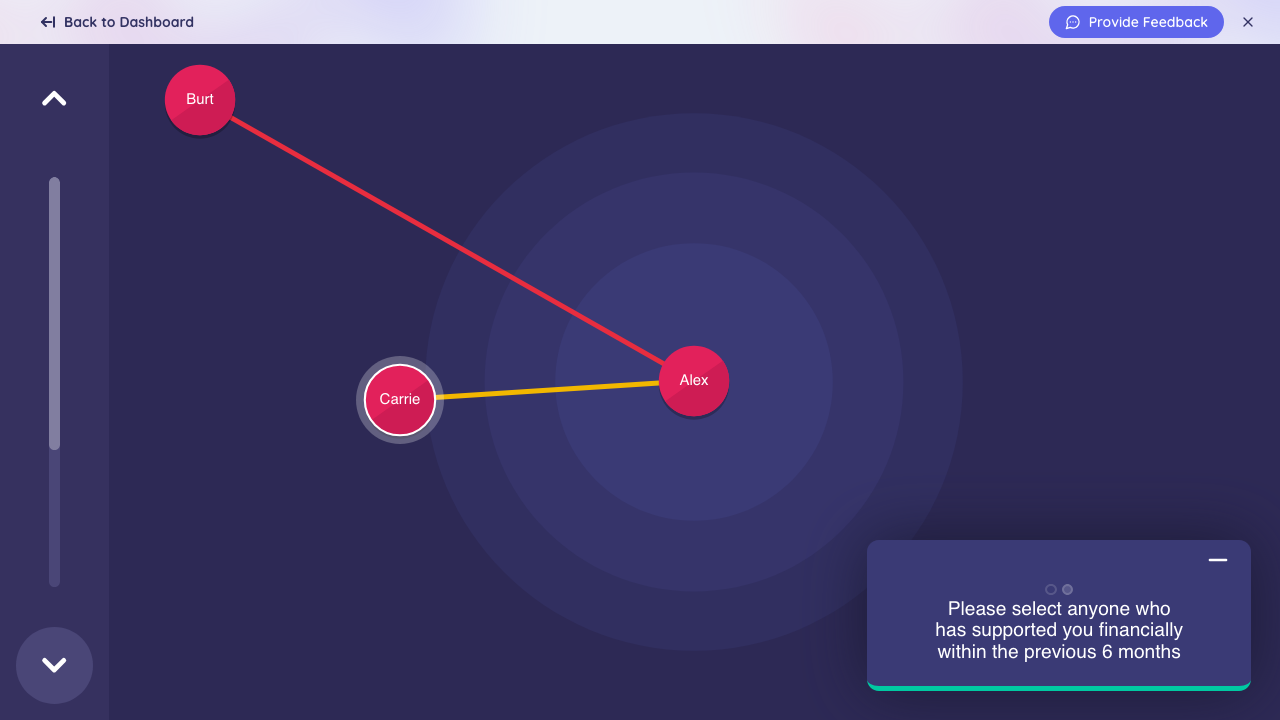 Back to Dashboard
Provide Feedback
Burt
Carrie
Alex
Please select anyone who
has supported you financially
within the previous 6 months